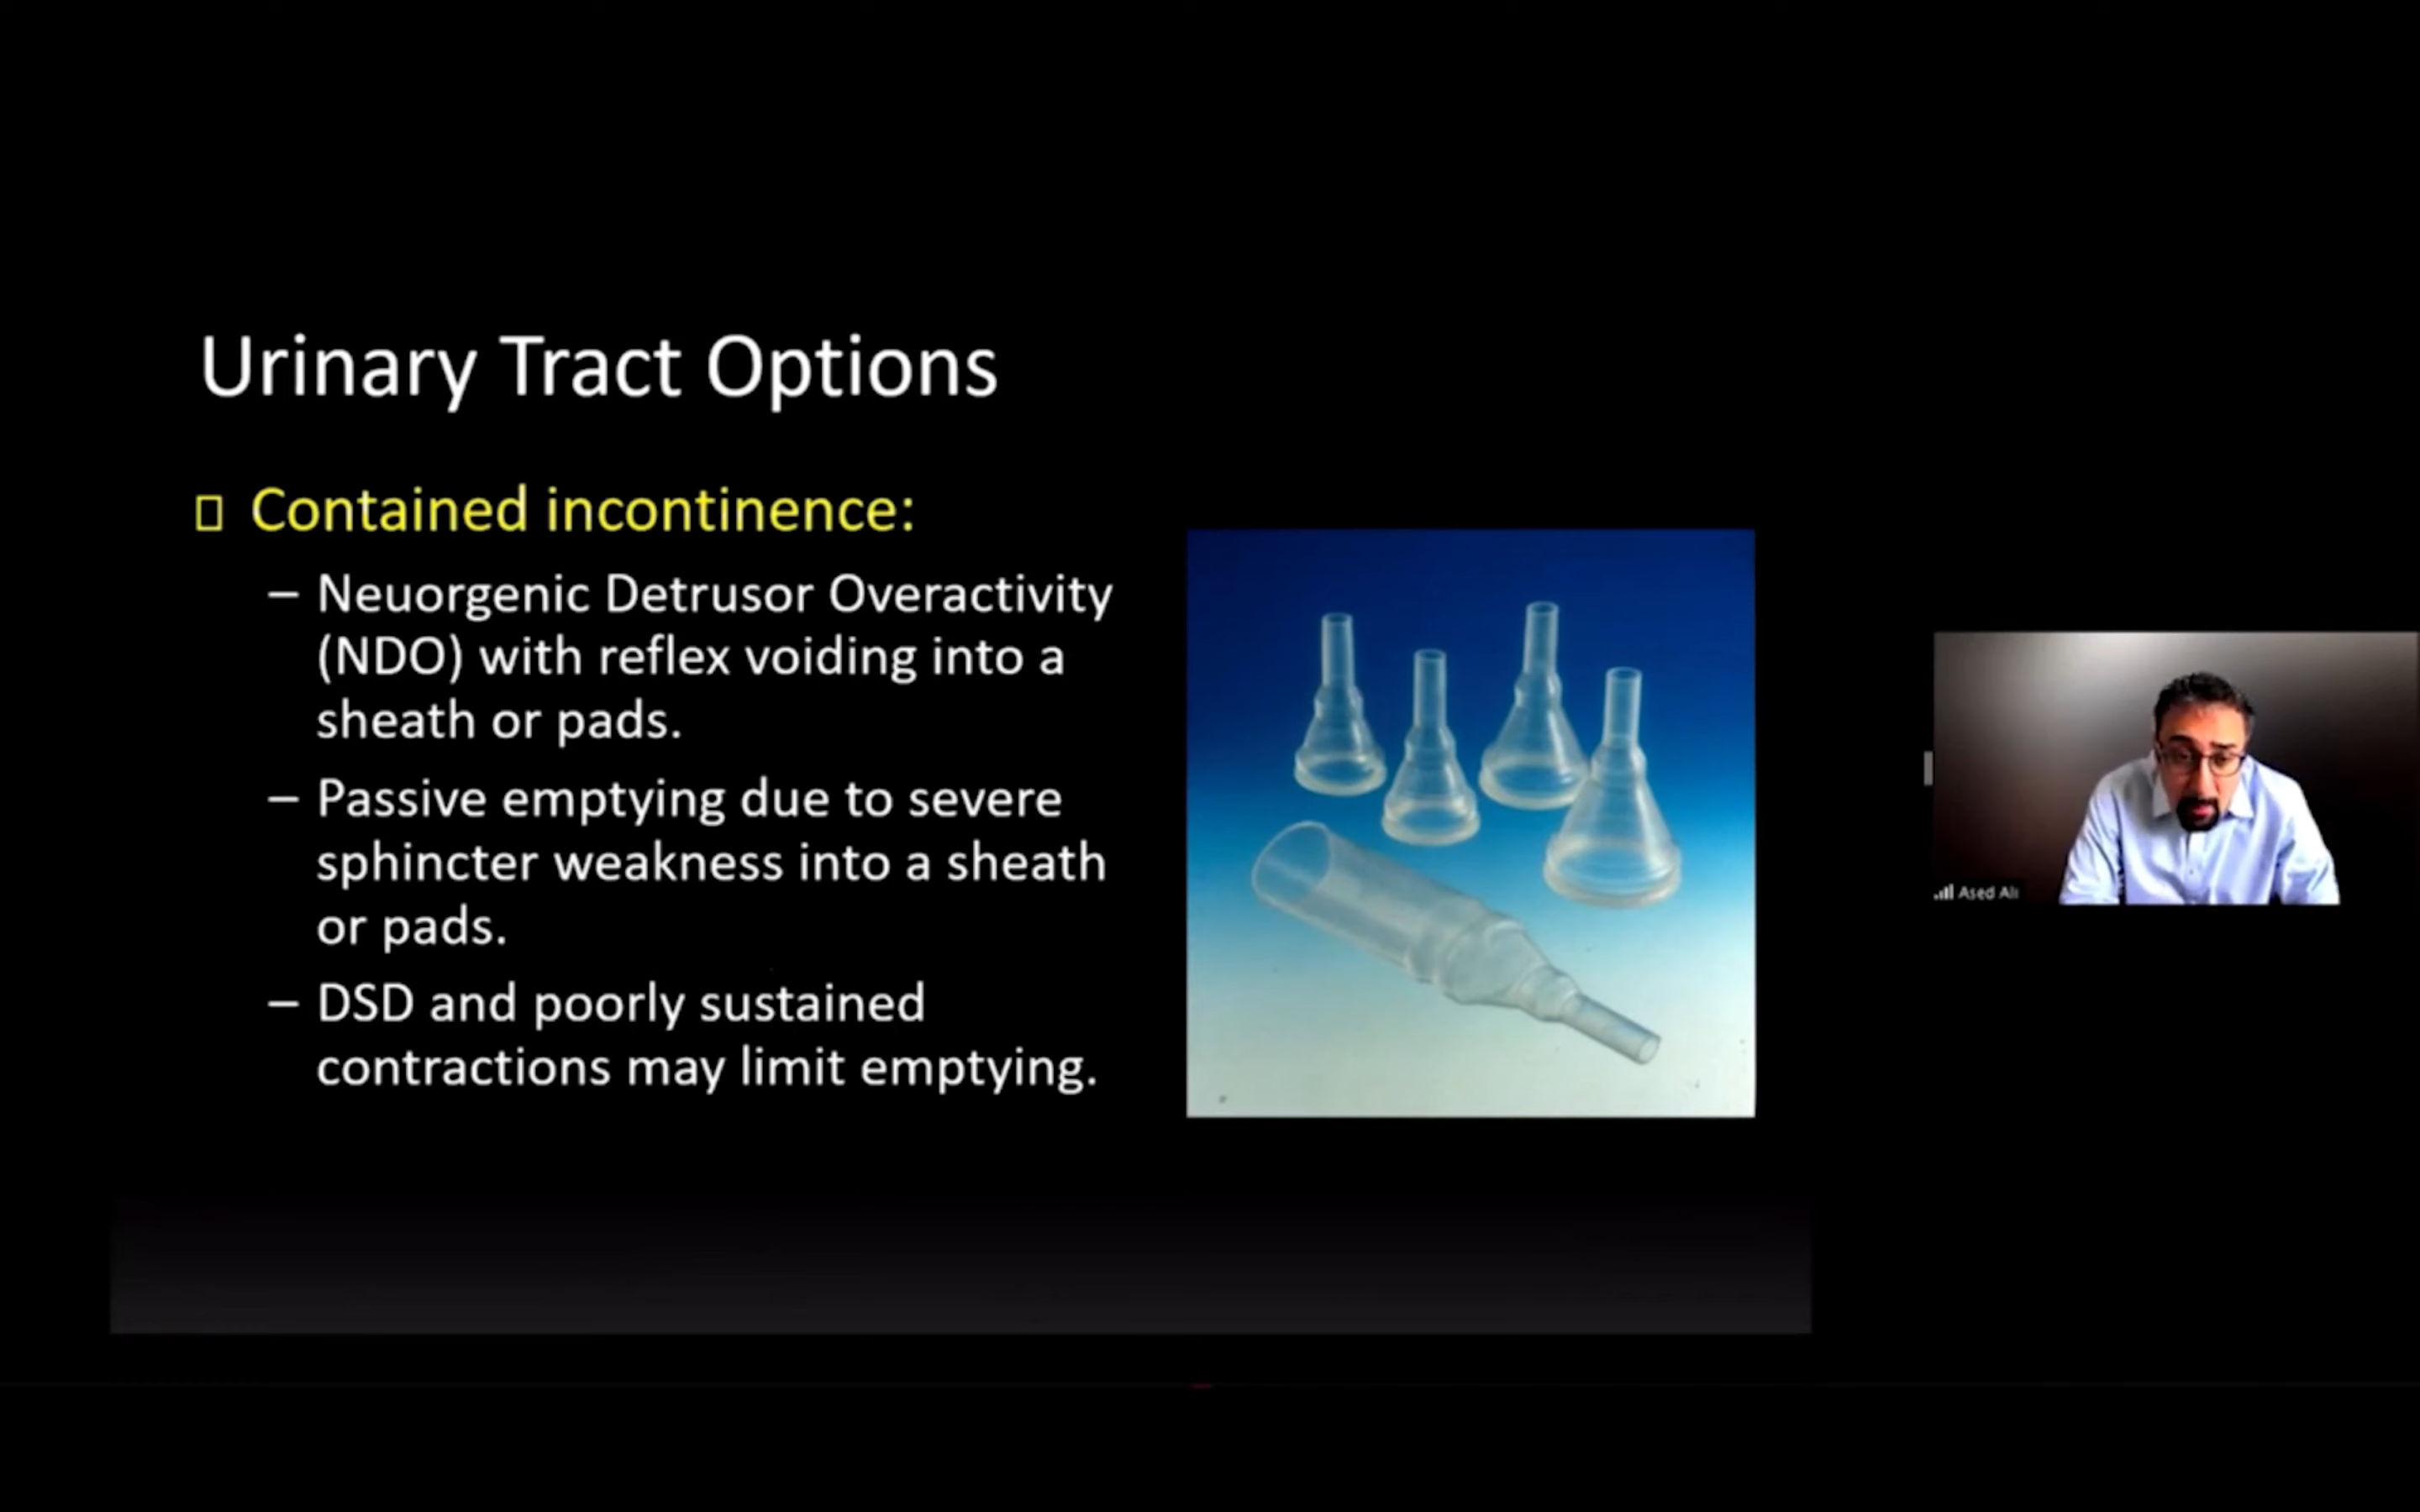 Urinary Tract Options
Contained incontinence:
– Neuorgenic Detrusor Overactivity
(NDO) with reflex voiding into a
sheath or pads.
– Passive emptying due to severe
sphincter weakness into a sheath
or pads.
– DSD and poorly sustained
contractions may limit emptying.
Ased Ali